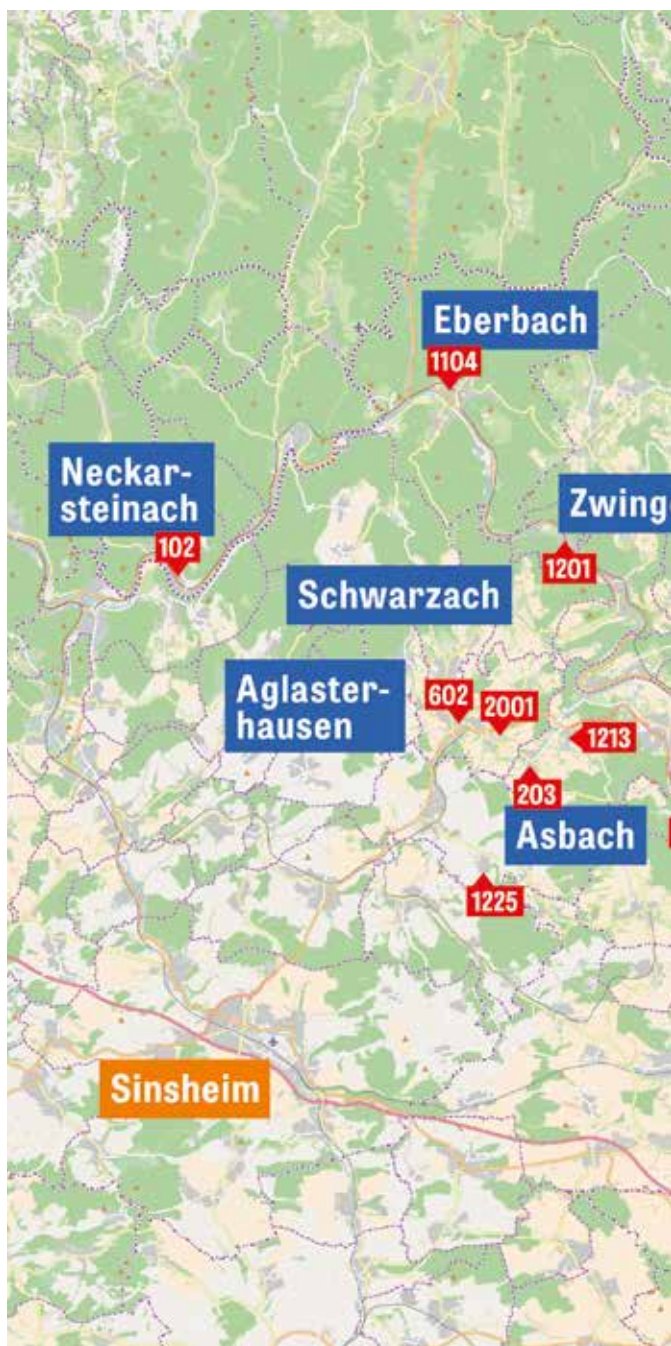 Eberbach
1104
Neckar-
steinach
102
Zwing
1201
Schwarzach
Aglaster-
hausen
602
2001
1213
203
Asbach
1225
Sinsheim